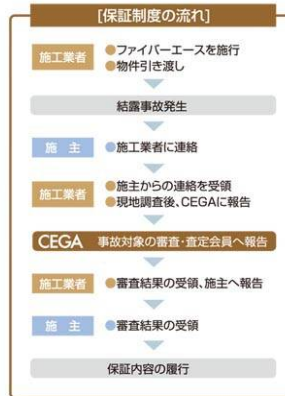 [保証制度の流れ]
施工業者 ●ファイバーエースを施行
●物件引き渡し
結露事故発生
施主 ●施工業者に連絡
施工業者 ●施主からの連絡を受領
●現地調査後、CEGAに報告
CEGA 事故対象の審査・査定会員へ報告
施工業者 ●審査結果の受領、施主へ報告
施主 ●審査結果の受領
保証内容の履行